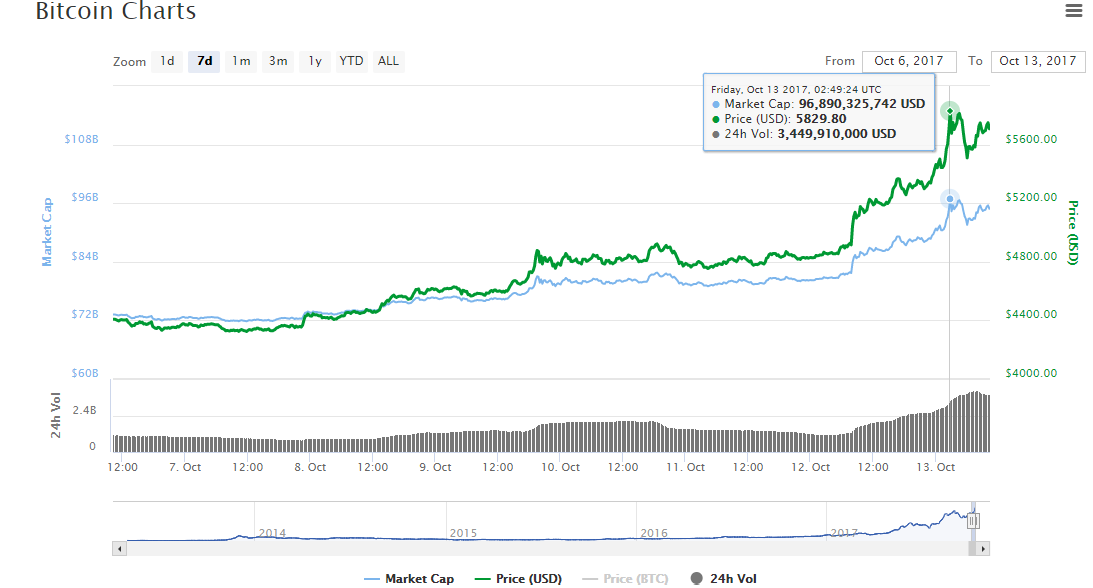 Bitcoin Charts
Zoom 1d 7d 1m 3m 1y YTD ALL From Oct 6, 2017 To Oct 13, 2017
Friday, Oct 13 2017, 02:49:24 UTC
Market Cap: 96,890,325,742 USD
Price (USD): 5829.80
24h Vol: 3,449,910,000 USD
$108B
$96B
$84B
$72B
$60B
Market Cap
$5600.00
$5200.00
$4800.00
$4400.00
$4000.00
Price (USD)
24h Vol
2.4B
0
12:00 7. Oct 12:00 8. Oct 12:00 9. Oct 12:00 10. Oct 12:00 11. Oct 12:00 12. Oct 12:00 13. Oct
2014 2015 2016 2017
Market Cap Price (USD) Price (BTC) 24h Vol